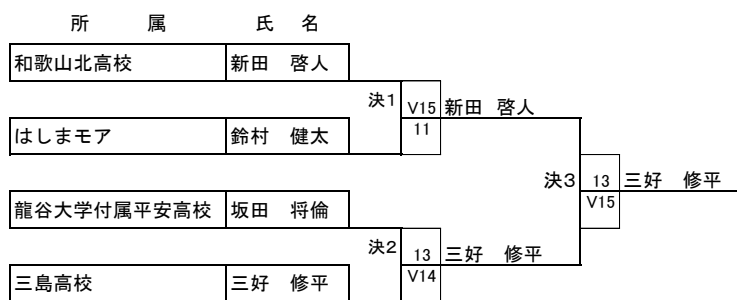 所　属　氏　名
和歌山北高校　新田　啓人
決1　V15　新田　啓人
はしまモア　鈴村　健太　11
決3　13　三好　修平
龍谷大学付属平安高校　坂田　将倫　V15
決2　13　三好　修平
三島高校　三好　修平　V14